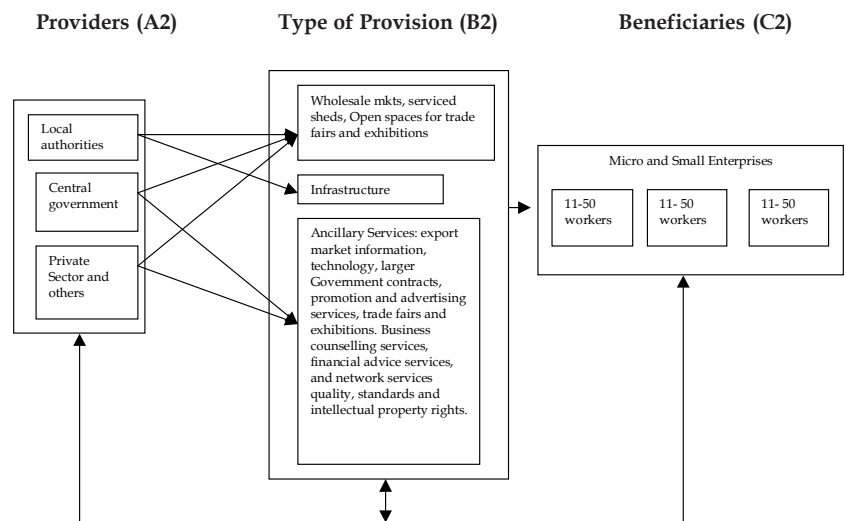 Providers (A2)
Type of Provision (B2)
Beneficiaries (C2)
Local
authorities
Central
government
Private
Sector and
others
Wholesale mkts, serviced
sheds, Open spaces for trade
fairs and exhibitions
Infrastructure
Ancillary Services: export
market information,
technology, larger
Government contracts,
promotion and advertising
services, trade fairs and
exhibitions. Business
counselling services,
financial advice services,
and network services
quality, standards and
intellectual property rights.
Micro and Small Enterprises
11-50
workers
11- 50
workers
11- 50
workers